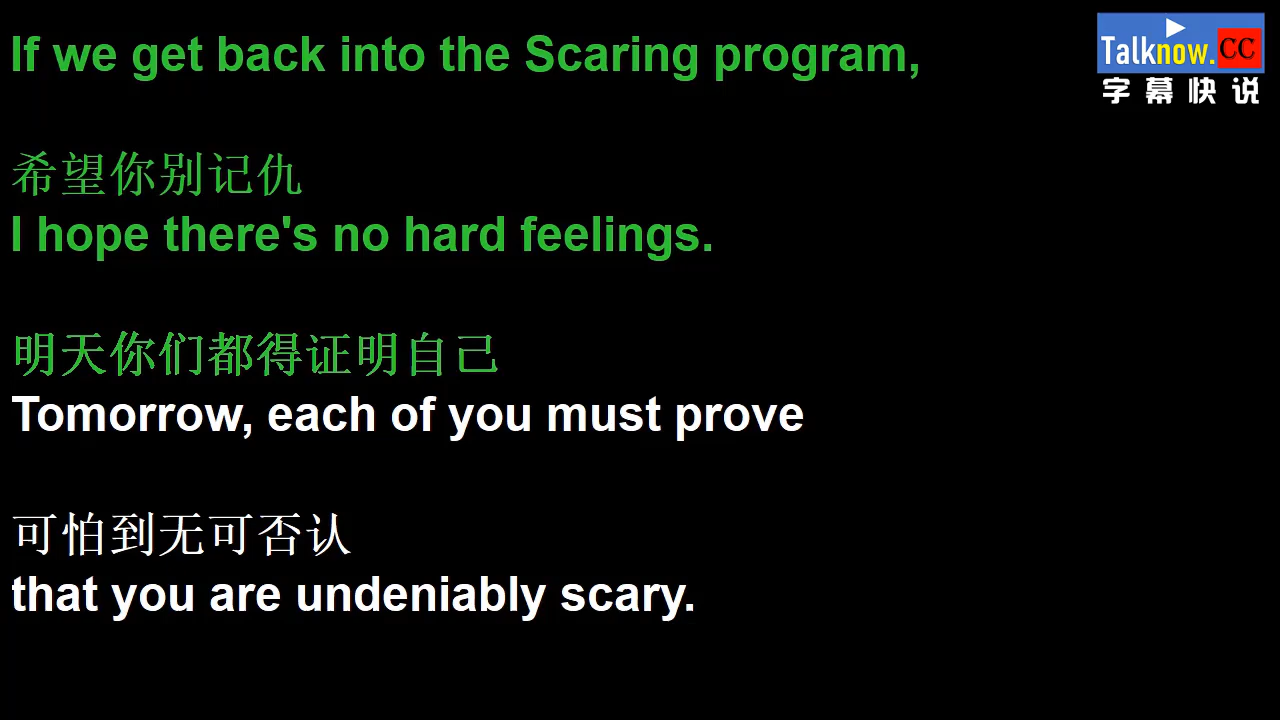 If we get back into the Scaring program,
Talknow.CC
字幕快说
希望你别记仇
I hope there's no hard feelings.
明天你们都得证明自己
Tomorrow, each of you must prove
可怕到无可否认
that you are undeniably scary.